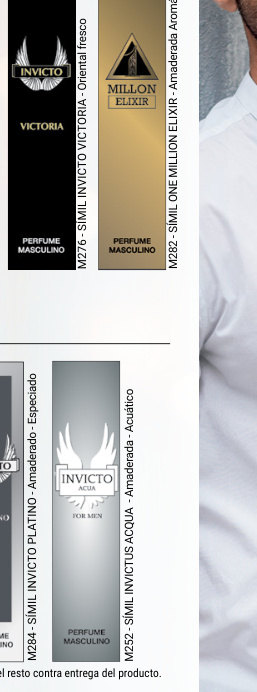 INVICTO
VICTORIA
PERFUME
MASCULINO
M276 - SÍMIL INVICTO VICTORIA - Oriental fresco
MILLON
ELIXIR
PERFUME
MASCULINO
M282 - SÍMIL ONE MILLION ELIXIR - Amaderada
M284 - SÍMIL INVICTO PLATINO - Amaderado - Especiado
INVICTO
ACUA
FOR MEN
PERFUME
MASCULINO
M252 - SÍMIL INVICTUS ACQUA - Amaderada - Acuático
el resto contra entrega del producto.